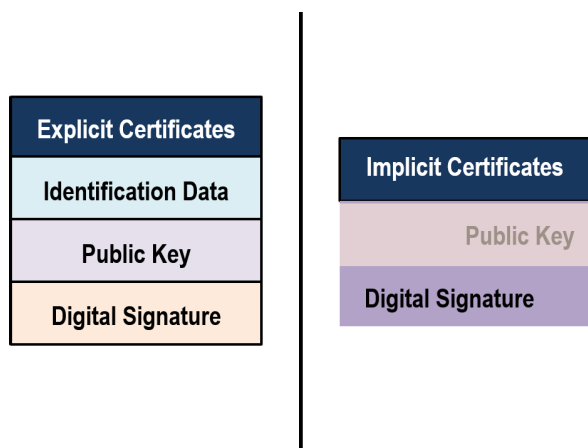 Explicit Certificates
Identification Data
Public Key
Digital Signature
Implicit Certificates
Public Key
Digital Signature